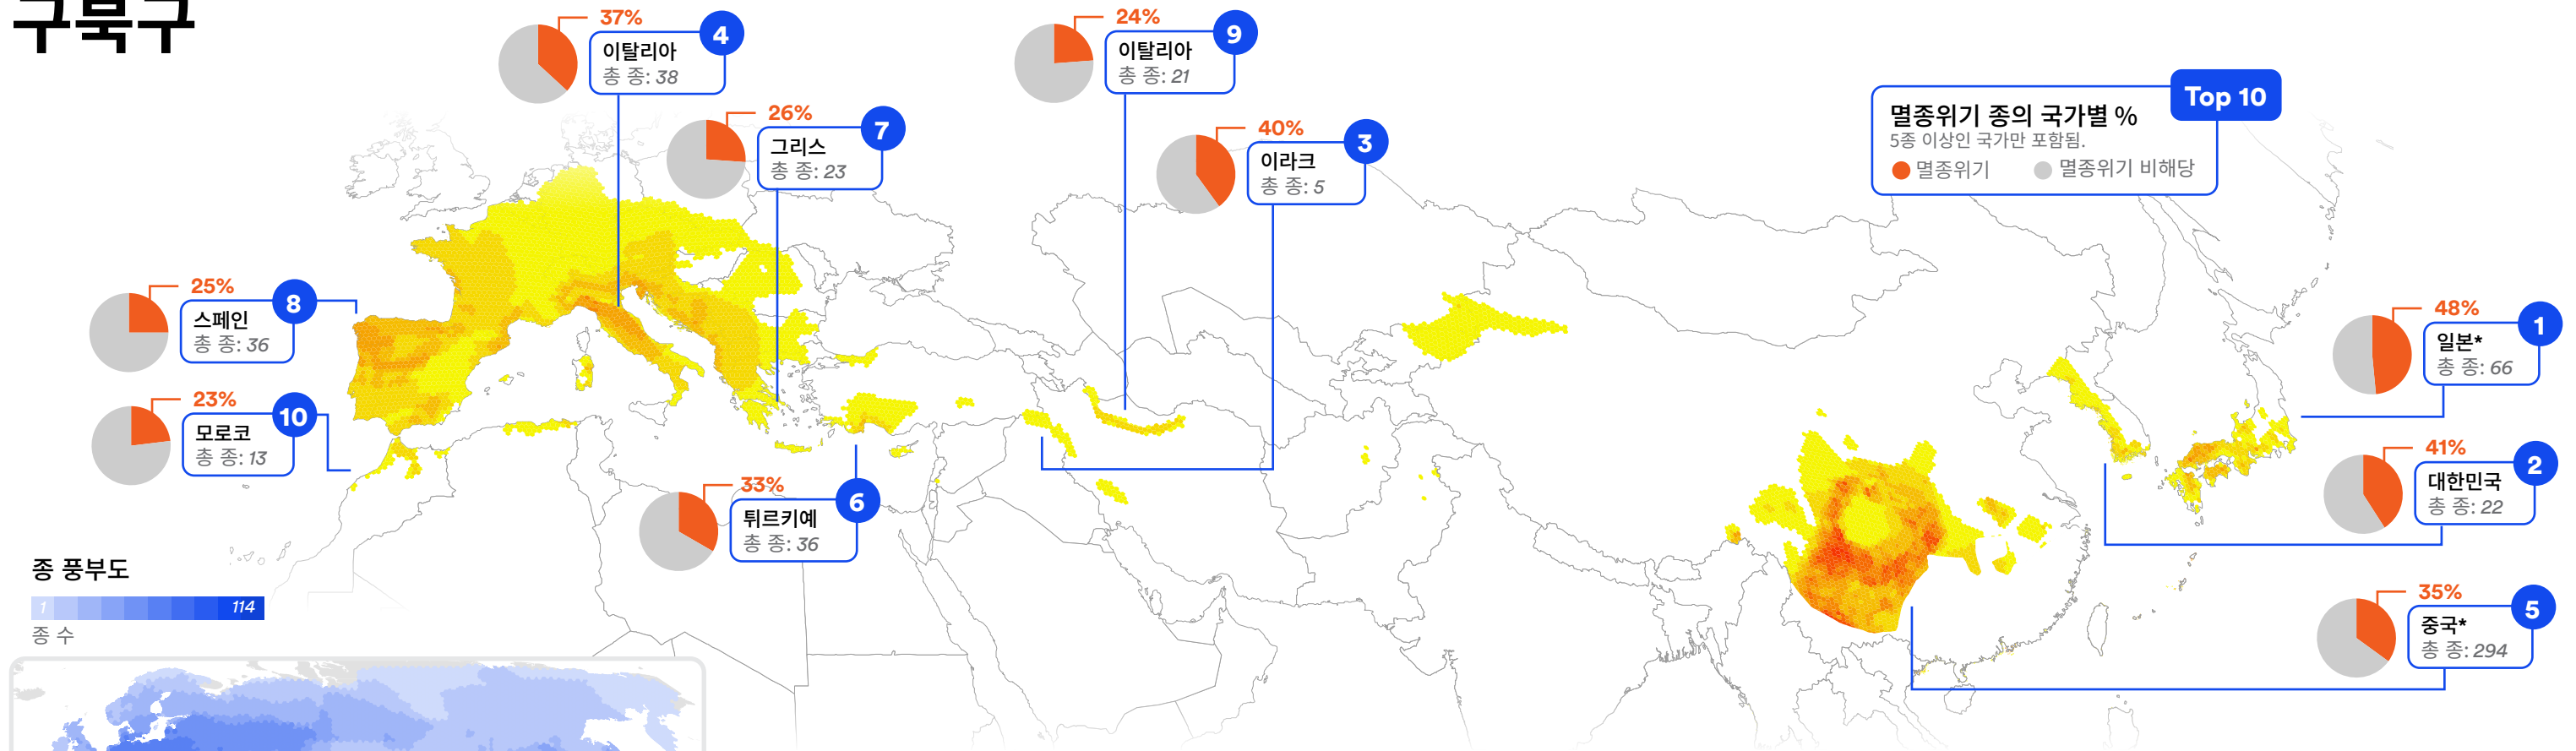 구북구
37%
4
이탈리아
총 종: 38
24%
9
이탈리아
총 종: 21
26%
7
그리스
총 종: 23
40%
3
이라크
총 종: 5
Top 10
멸종위기 종의 국가별 %
5종 이상인 국가만 포함됨.
멸종위기
멸종위기 비해당
25%
8
스페인
총 종: 36
23%
10
모로코
총 종: 13
33%
6
튀르키예
총 종: 36
48%
1
일본*
총 종: 66
41%
2
대한민국
총 종: 22
35%
5
중국*
총 종: 294
종 풍부도
1
114
종 수